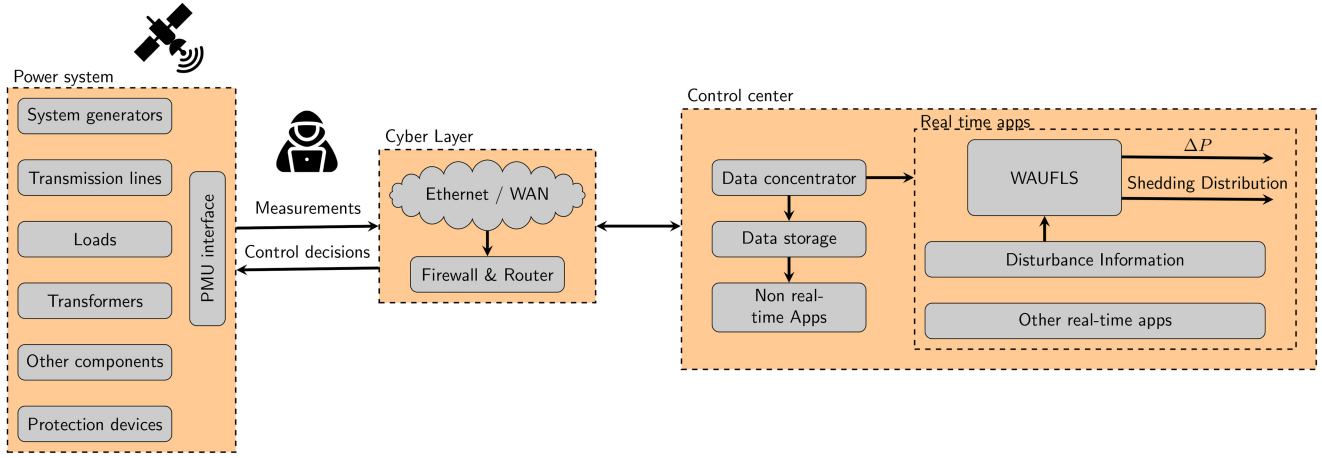 Power system
System generators
Transmission lines
Loads
Transformers
Other components
Protection devices
PMU interface
Measurements
Control decisions
Cyber Layer
Ethernet / WAN
Firewall & Router
Control center
Data concentrator
Data storage
Non real-
time Apps
Real time apps
WAUFLS
ΔP
Shedding Distribution
Disturbance Information
Other real-time apps